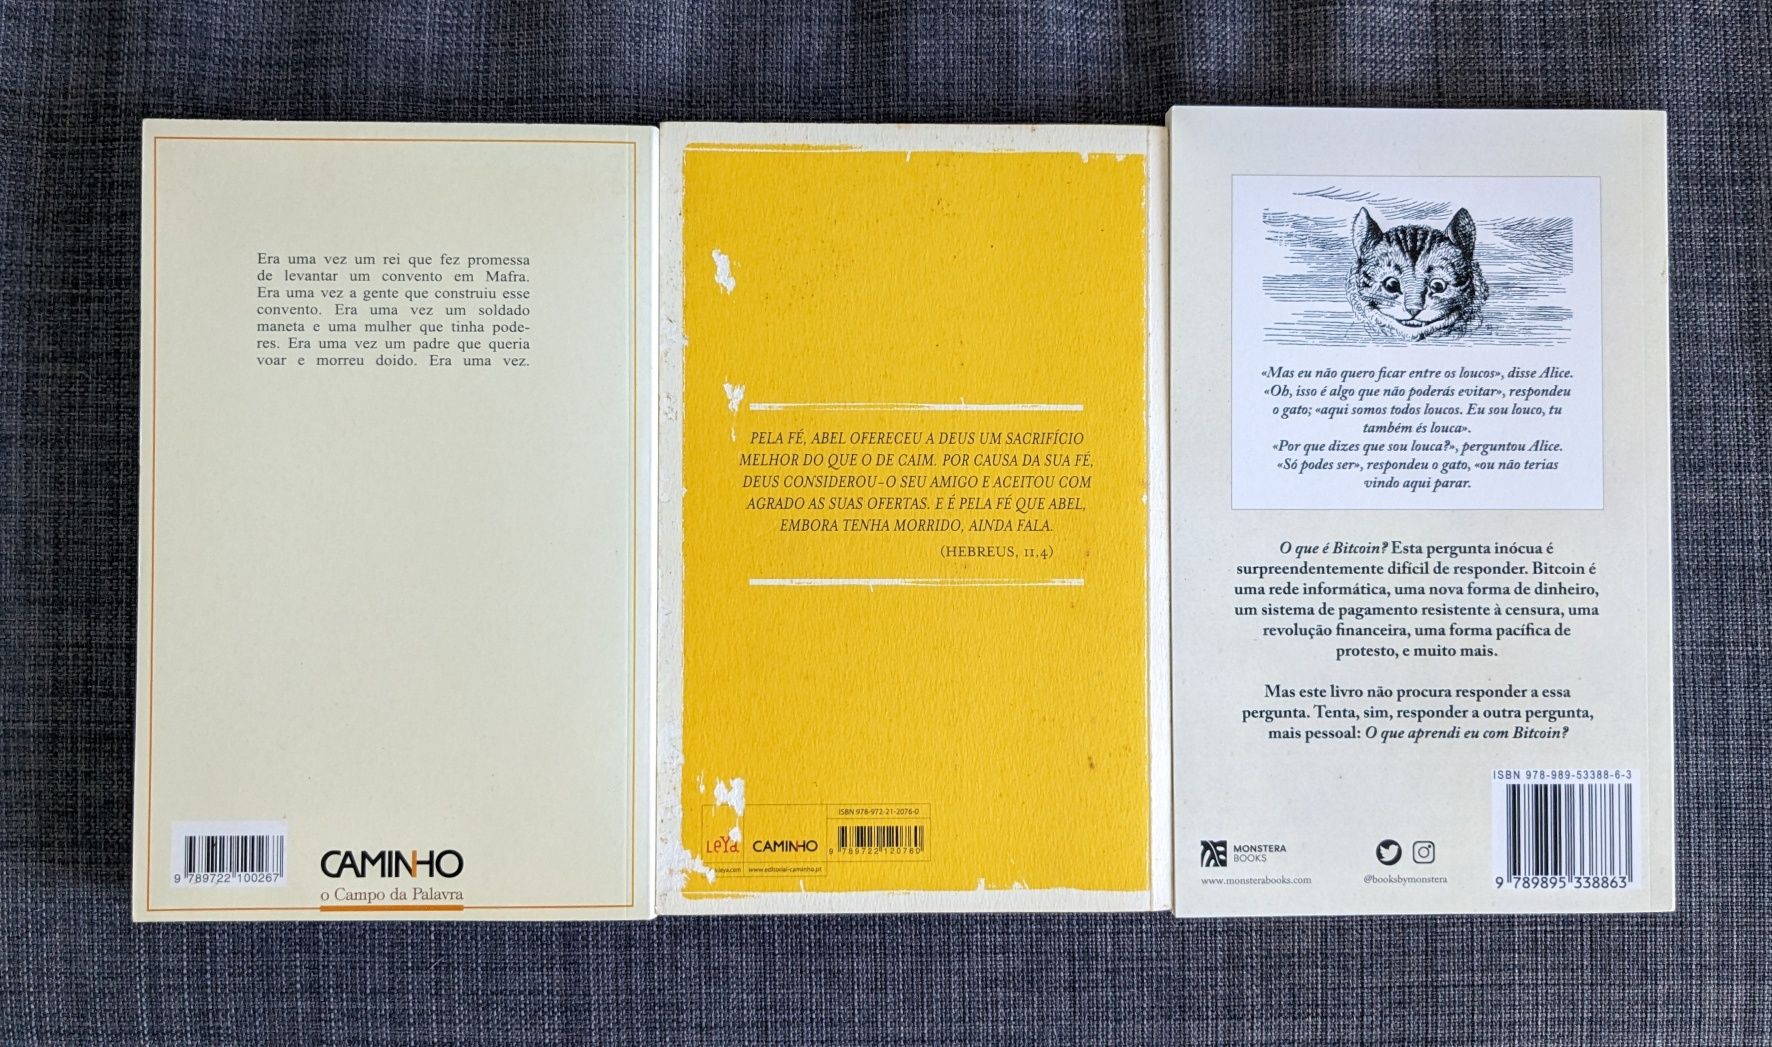 Era uma vez um rei que fez promessa
de levantar um convento em Mafra.
Era uma vez a gente que construiu esse
convento. Era uma vez um soldado
maneta e uma mulher que tinha pode-
res. Era uma vez um padre que queria
voar e morreu doido. Era uma vez.
9 789722 100267
CAMINHO
o Campo da Palavra
PELA FÉ, ABEL OFERECEU A DEUS UM SACRIFÍCIO
MELHOR DO QUE O DE CAIM. POR CAUSA DA SUA FÉ,
DEUS CONSIDEROU-O SEU AMIGO E ACEITOU COM
AGRADO AS SUAS OFERTAS. E É PELA FÉ QUE ABEL,
EMBORA TENHA MORRIDO, AINDA FALA.
(HEBREUS, 11,4)
ISBN 978-972-21-2076-0
LeYa CAMINHO
9 789722 120760
www.editorial-caminho.pt
«Mas eu não quero ficar entre os loucos», disse Alice.
«Oh, isso é algo que não poderás evitar», respondeu
o gato; «aqui somos todos loucos. Eu sou louco, tu
também és louca».
«Por que dizes que sou louca?», perguntou Alice.
«Só podes ser», respondeu o gato, «ou não terias
vindo aqui parar.
O que é Bitcoin? Esta pergunta inócua é
surpreendentemente difícil de responder. Bitcoin é
uma rede informática, uma nova forma de dinheiro,
um sistema de pagamento resistente à censura, uma
revolução financeira, uma forma pacífica de
protesto, e muito mais.
Mas este livro não procura responder a essa
pergunta. Tenta, sim, responder a outra pergunta,
mais pessoal: O que aprendi eu com Bitcoin?
ISBN 978-989-53388-6-3
MONSTERA
BOOKS
www.monsterabooks.com
@booksbymonstera
9 789895 338863